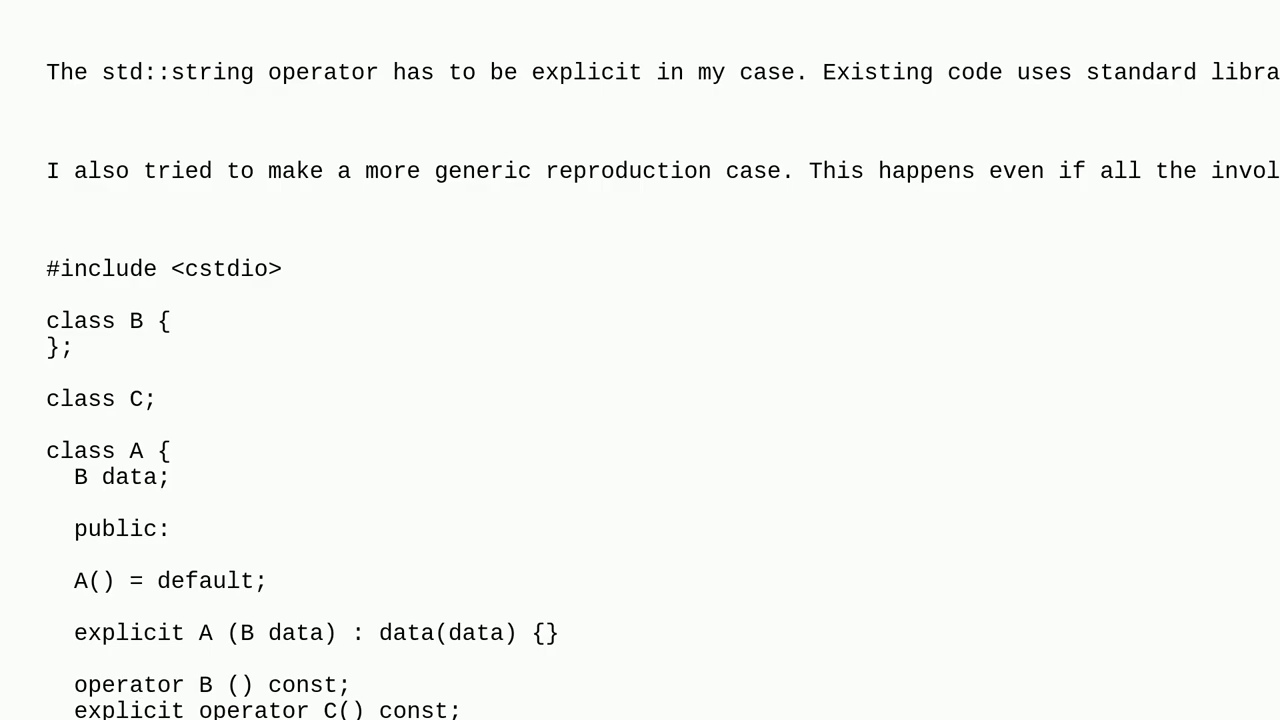 The std::string operator has to be explicit in my case. Existing code uses standard libra
I also tried to make a more generic reproduction case. This happens even if all the invol
#include <cstdio>
class B {
};
class C;
class A {
B data;
public:
A() = default;
explicit A (B data) : data(data) {}
operator B () const;
explicit operator C() const;